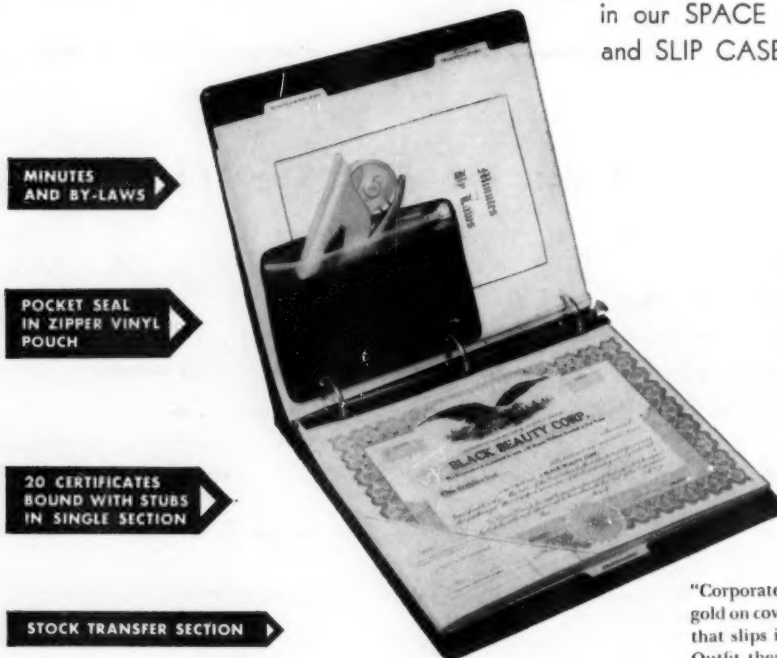 in our SPACE
and SLIP CASE
MINUTES
AND BY-LAWS
Minutes
By Laws
POCKET SEAL
IN ZIPPER VINYL
POUCH
BLACK BEAUTY CORP.
20 CERTIFICATES
BOUND WITH STUBS
IN SINGLE SECTION
STOCK TRANSFER SECTION
"Corporate
gold on cov
that slips i
Outfit the